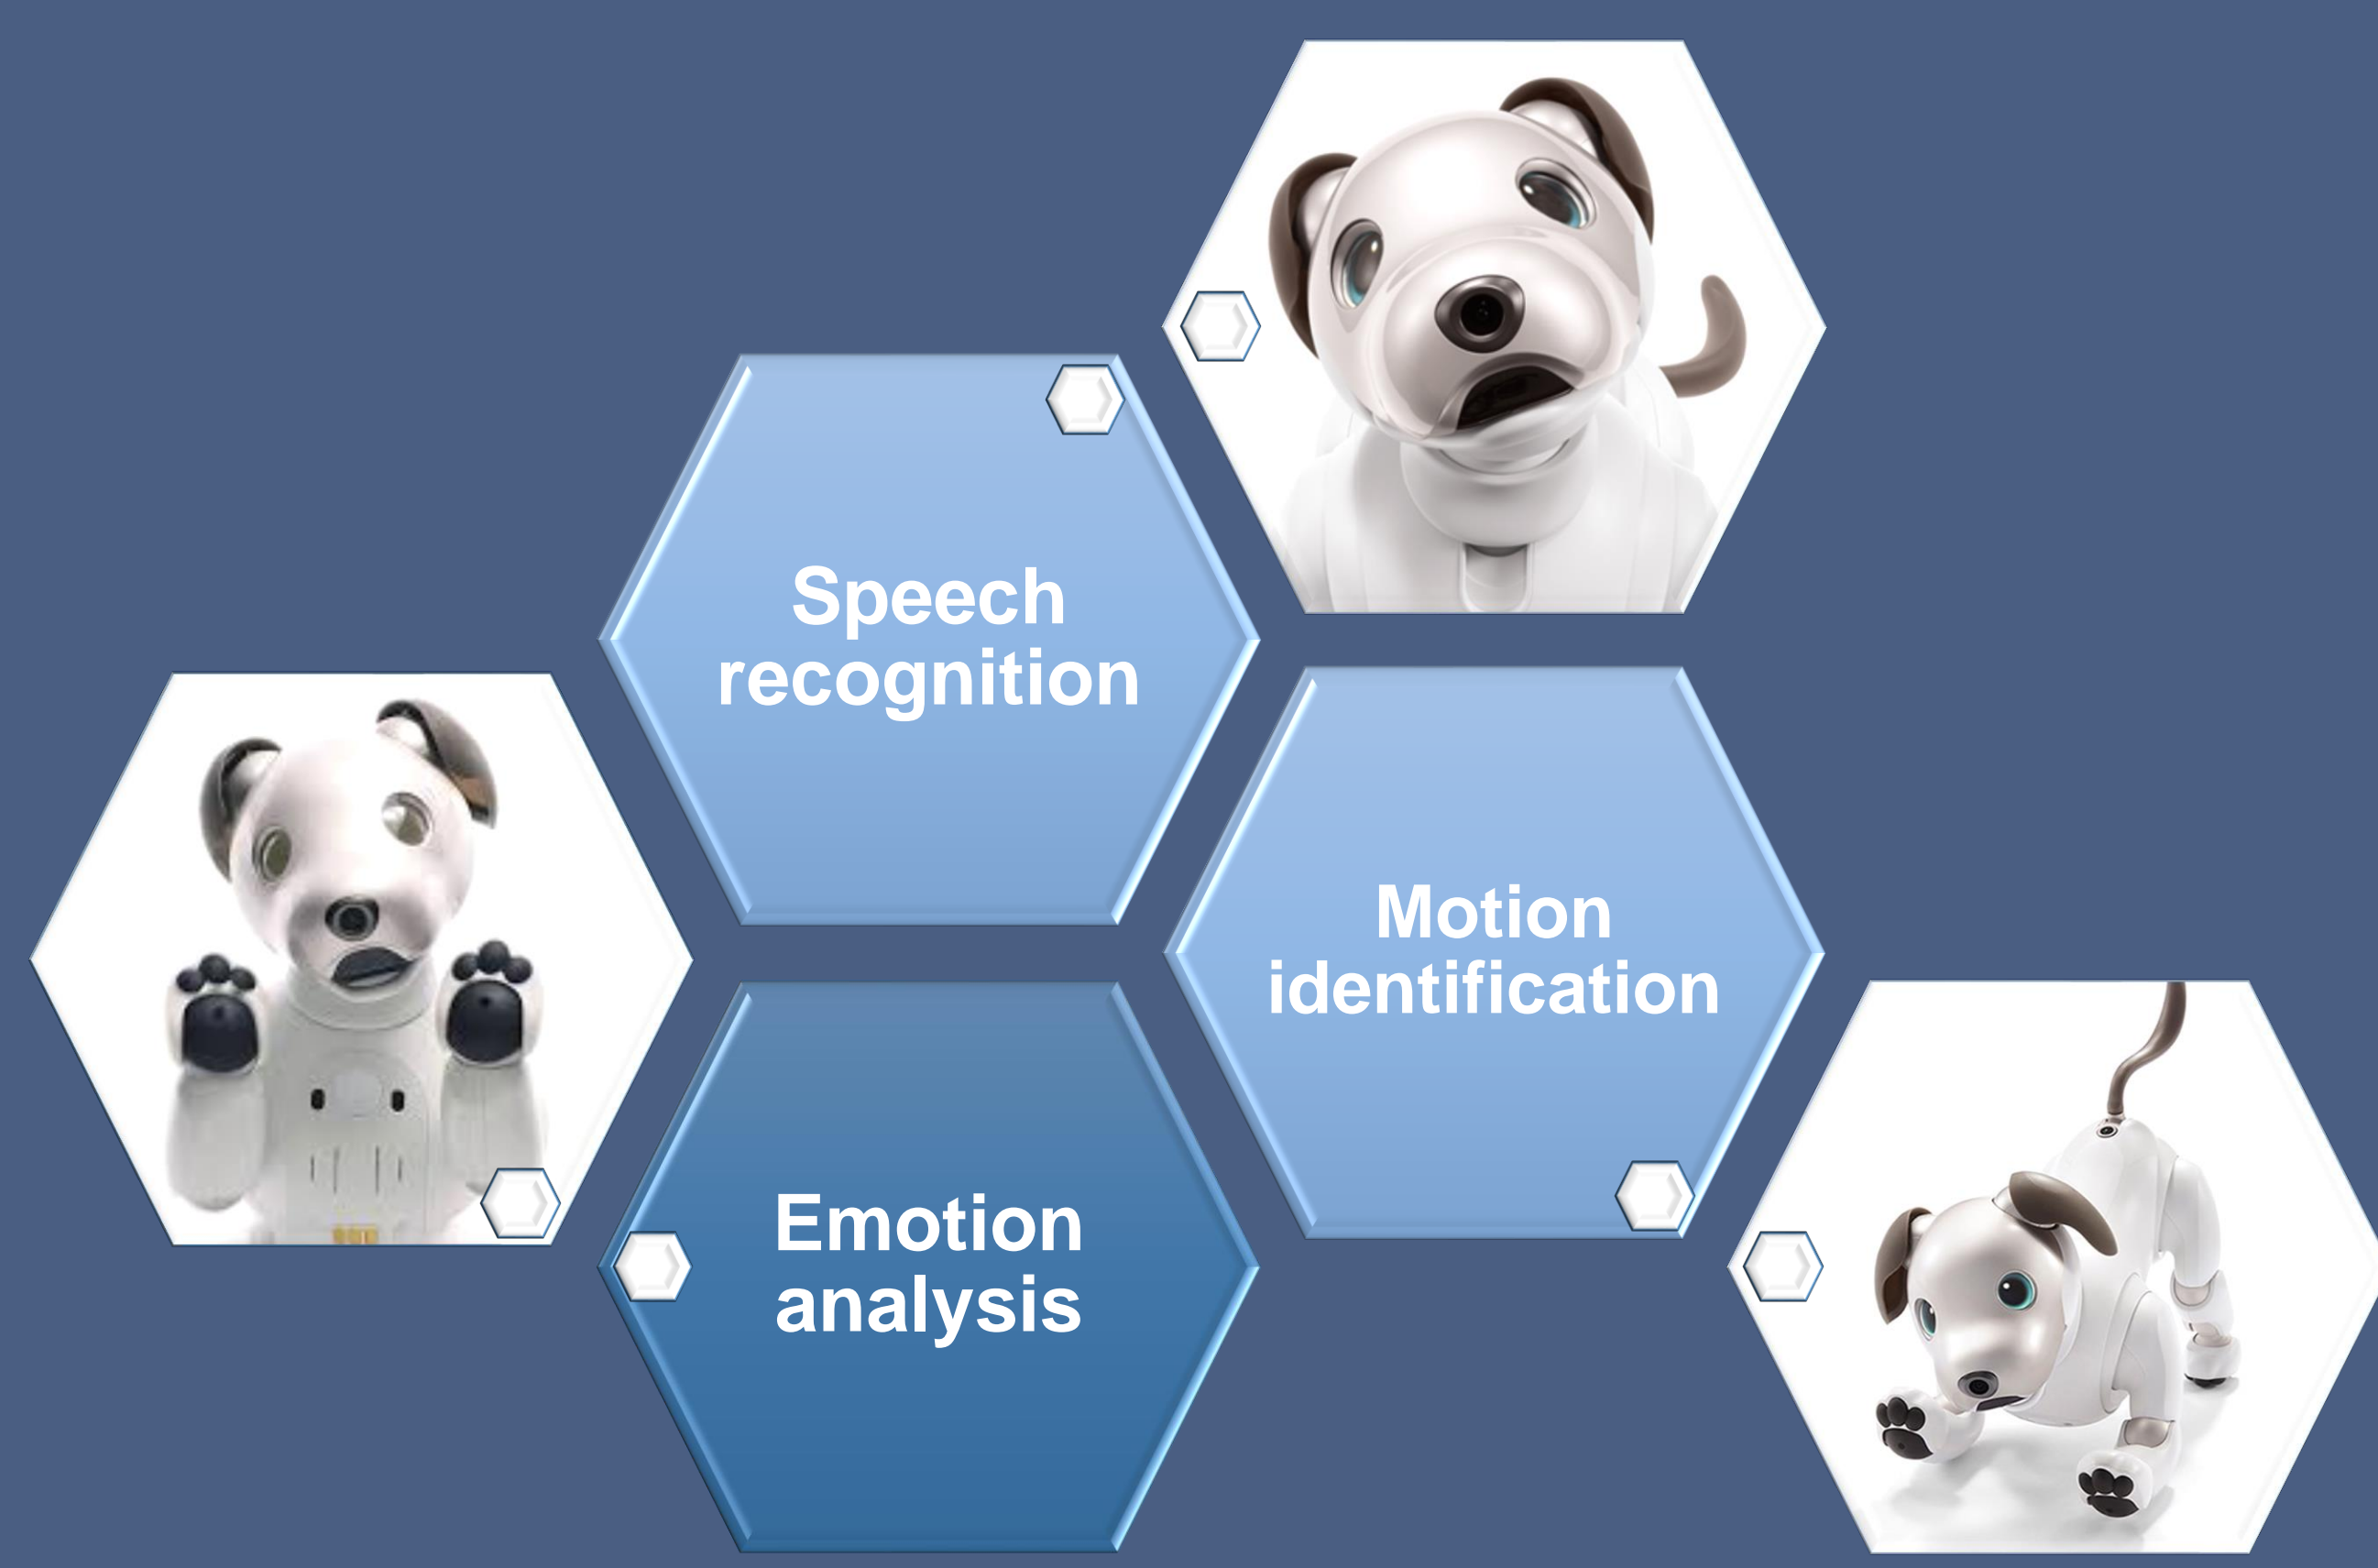 Speech
recognition
Motion
identification
Emotion
analysis